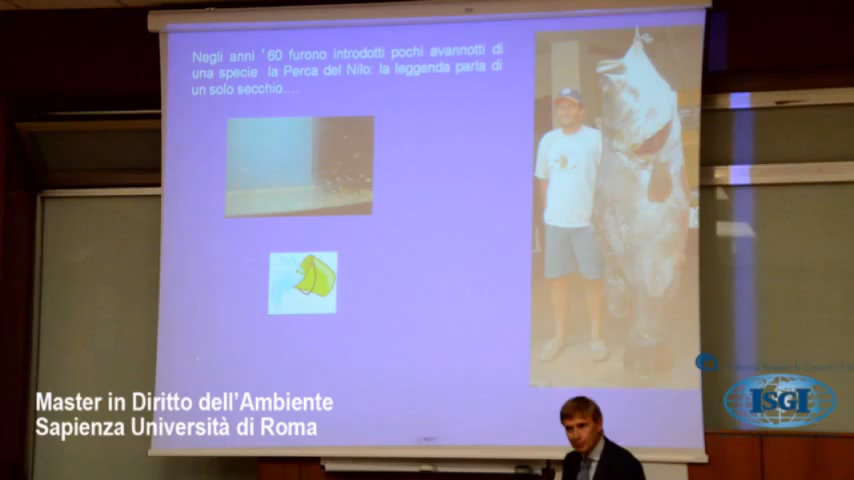 Negli anni ‘60 furono introdotti pochi avannotti di
una specie la Perca del Nilo: la leggenda parla di
un solo secchio….
Master in Diritto dell’Ambiente
Sapienza Università di Roma
ISGI